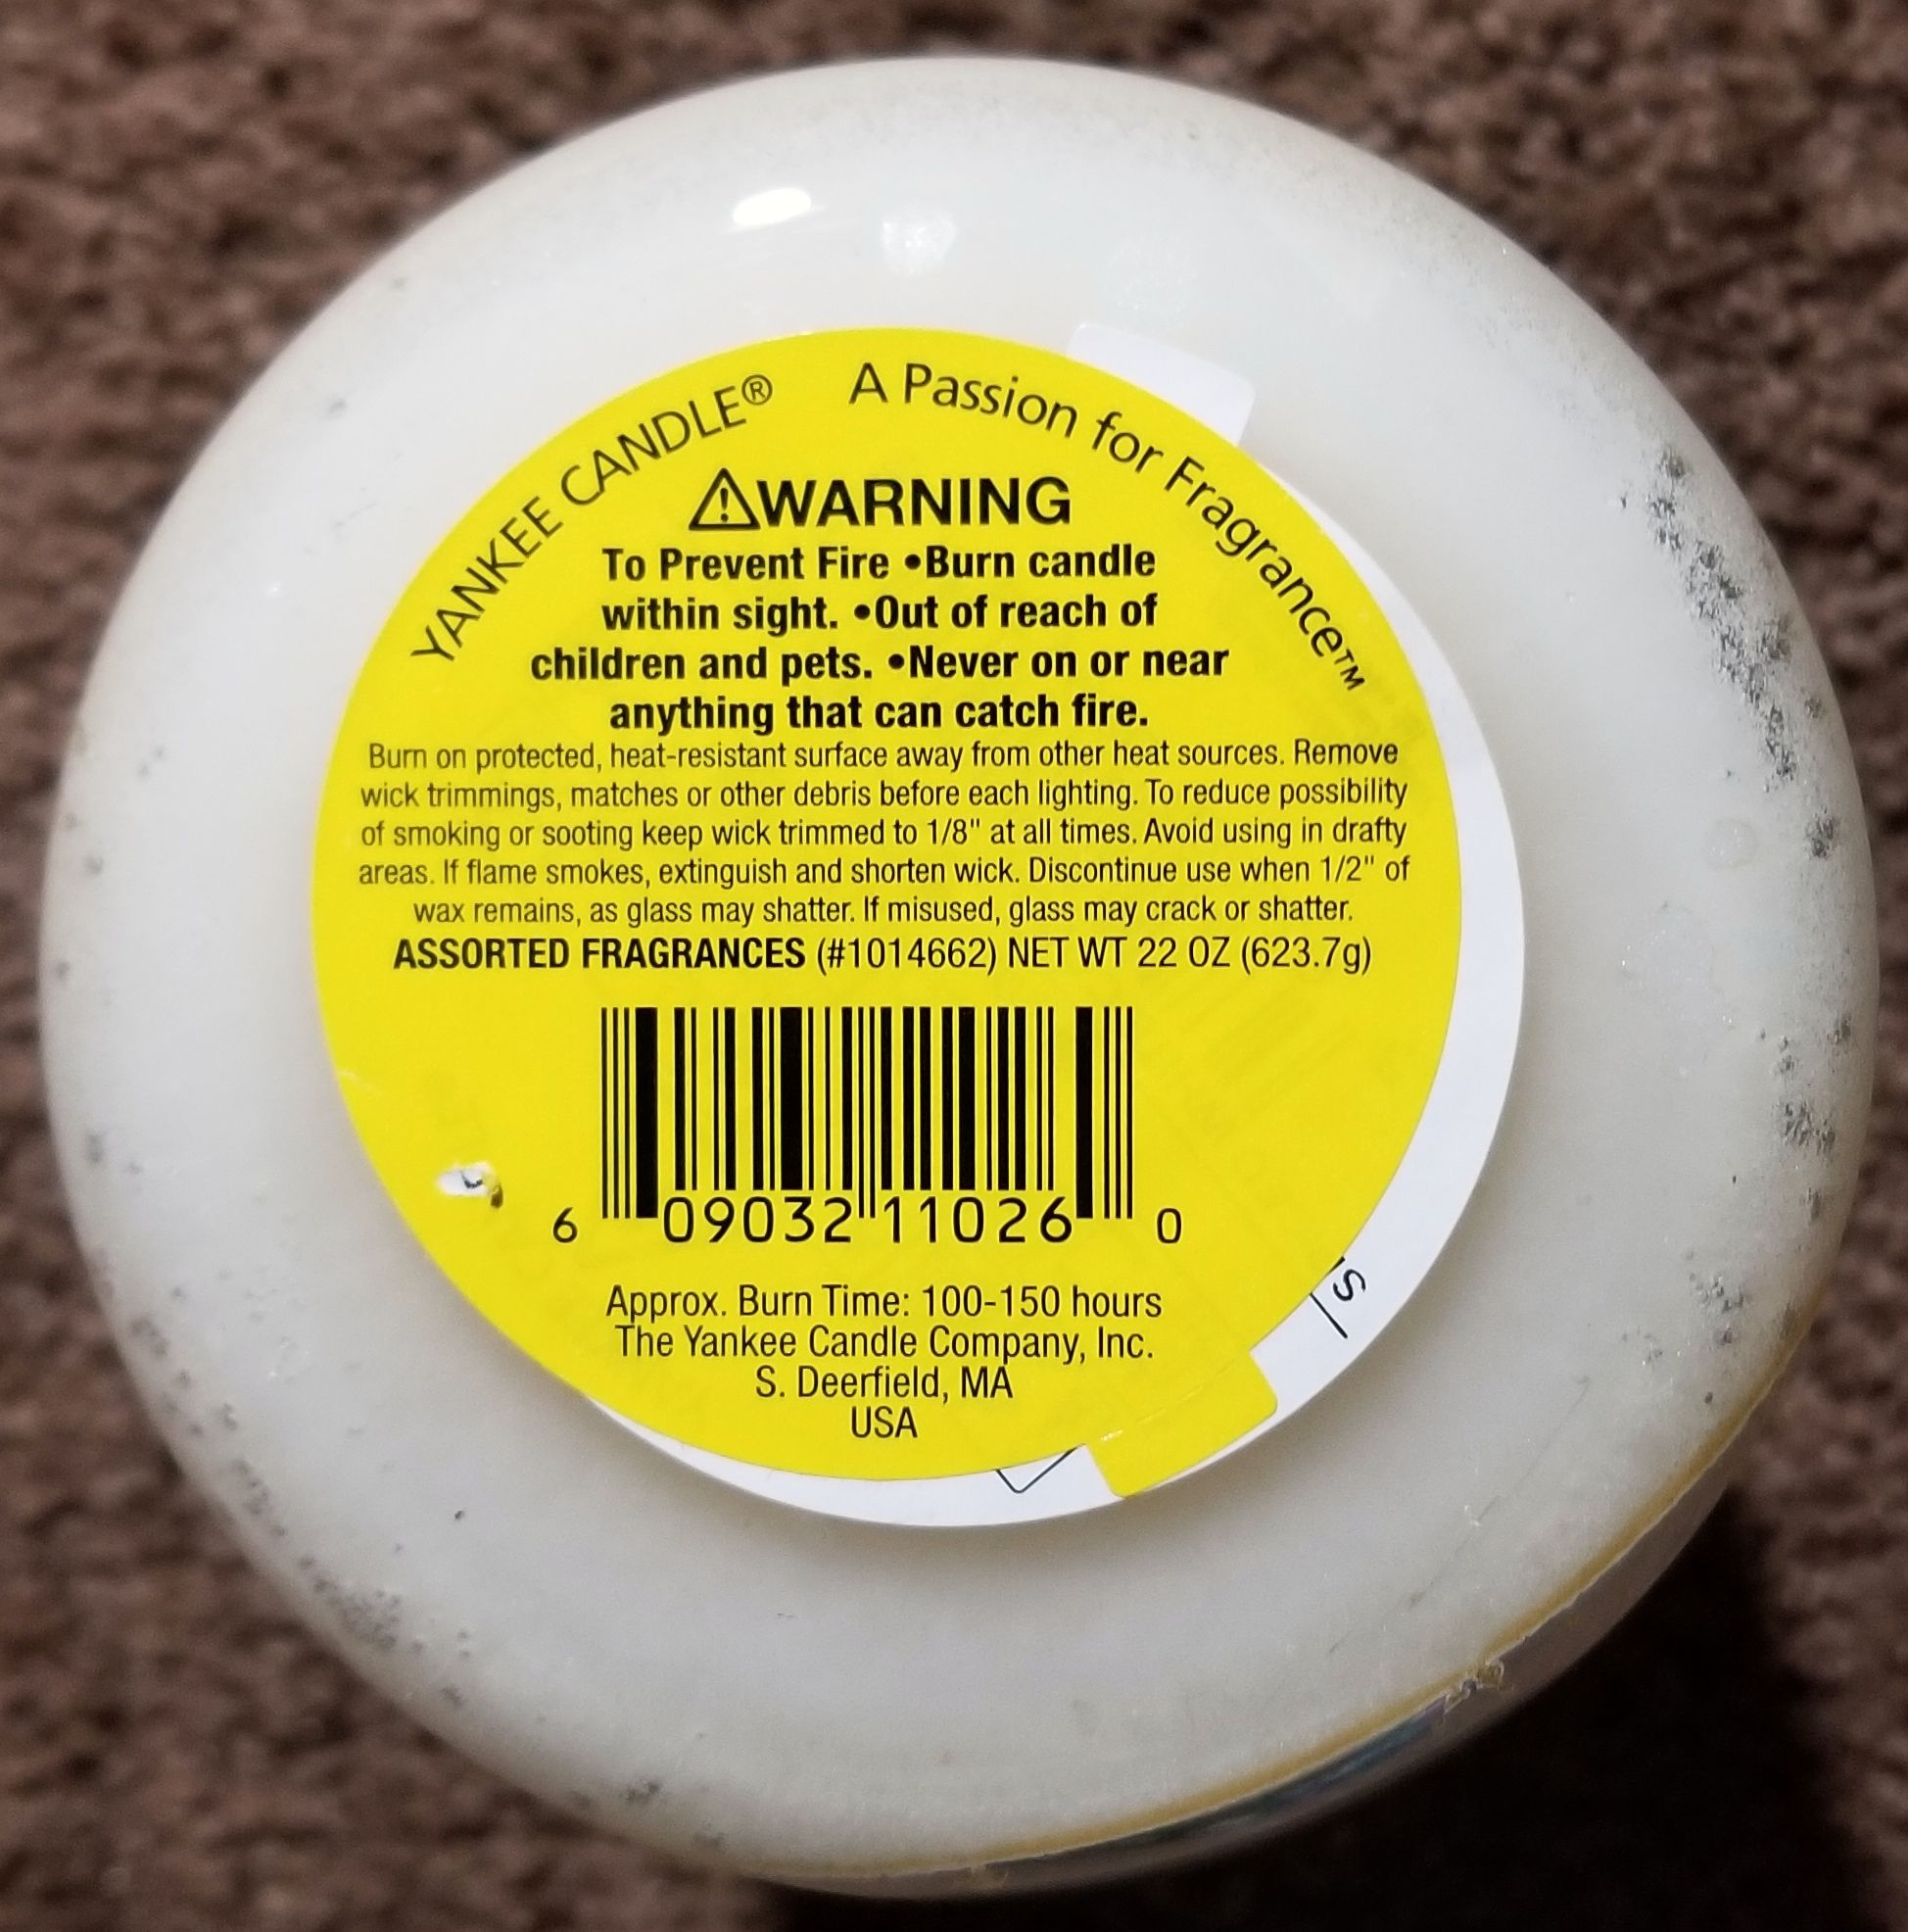 YANKEE CANDLE® A Passion for Fragrance™
⚠WARNING
To Prevent Fire •Burn candle
within sight. •Out of reach of
children and pets. •Never on or near
anything that can catch fire.
Burn on protected, heat-resistant surface away from other heat sources. Remove
wick trimmings, matches or other debris before each lighting. To reduce possibility
of smoking or sooting keep wick trimmed to 1/8" at all times. Avoid using in drafty
areas. If flame smokes, extinguish and shorten wick. Discontinue use when 1/2" of
wax remains, as glass may shatter. If misused, glass may crack or shatter.
ASSORTED FRAGRANCES (#1014662) NET WT 22 OZ (623.7g)
6 09032 11026 0
Approx. Burn Time: 100-150 hours
The Yankee Candle Company, Inc.
S. Deerfield, MA
USA